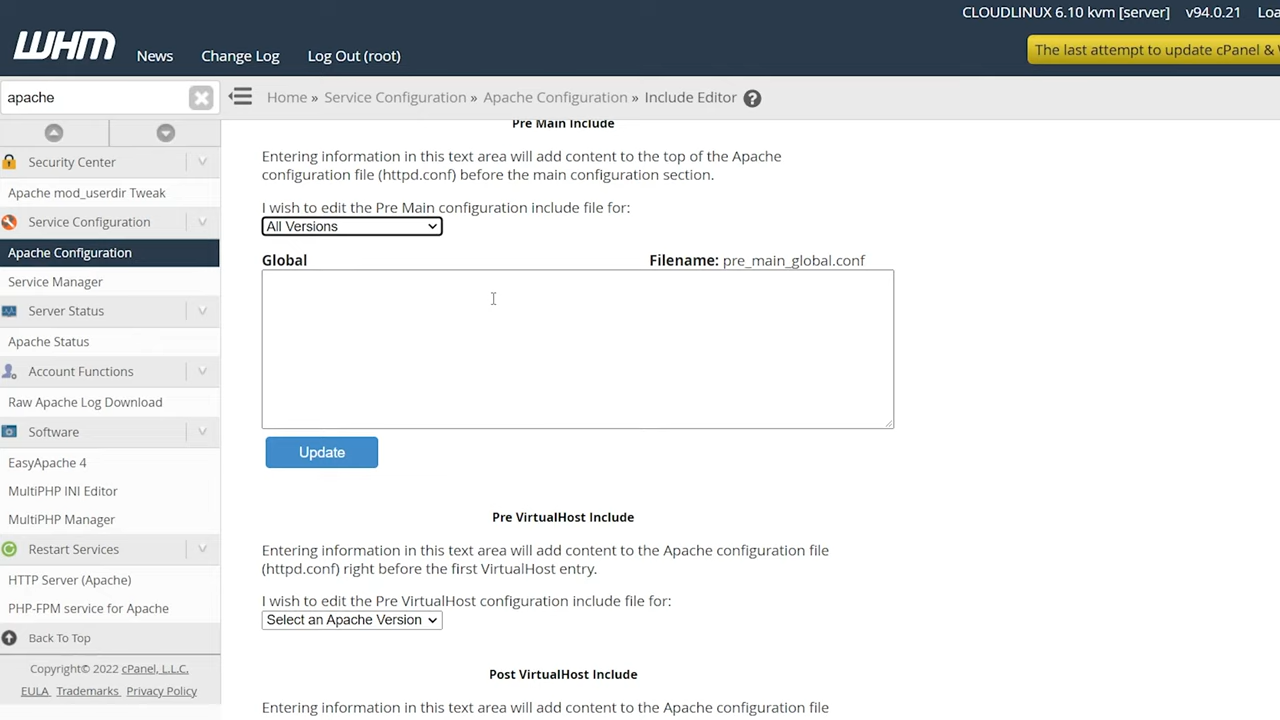 CLOUDLINUX 6.10 kvm [server] v94.0.21 Loa
WHM News Change Log Log Out (root)
The last attempt to update cPanel &
apache
Home » Service Configuration » Apache Configuration » Include Editor
Security Center
Apache mod_userdir Tweak
Service Configuration
Apache Configuration
Service Manager
Server Status
Apache Status
Account Functions
Raw Apache Log Download
Software
EasyApache 4
MultiPHP INI Editor
MultiPHP Manager
Restart Services
HTTP Server (Apache)
PHP-FPM service for Apache
Back To Top
Copyright© 2022 cPanel, L.L.C.
EULA Trademarks Privacy Policy
Pre Main Include
Entering information in this text area will add content to the top of the Apache
configuration file (httpd.conf) before the main configuration section.
I wish to edit the Pre Main configuration include file for:
All Versions
Global Filename: pre_main_global.conf
Update
Pre VirtualHost Include
Entering information in this text area will add content to the Apache configuration file
(httpd.conf) right before the first VirtualHost entry.
I wish to edit the Pre VirtualHost configuration include file for:
Select an Apache Version
Post VirtualHost Include
Entering information in this text area will add content to the Apache configuration file